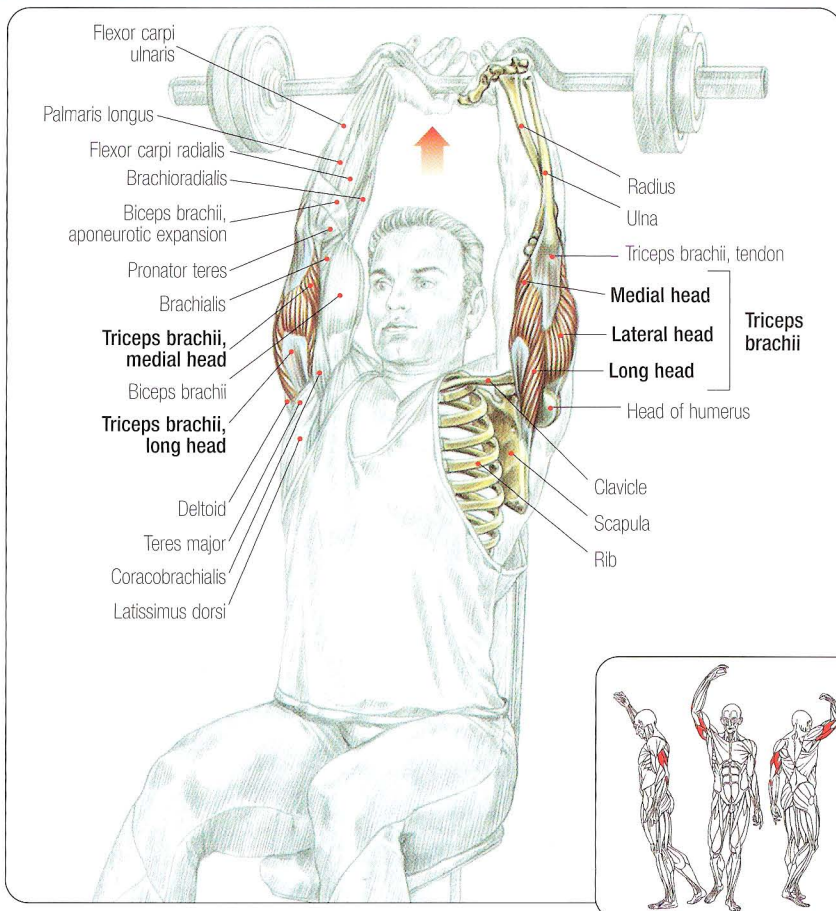 Flexor carpi
ulnaris
Palmaris longus
Flexor carpi radialis
Brachioradialis
Biceps brachii,
aponeurotic expansion
Pronator teres
Brachialis
Triceps brachii,
medial head
Biceps brachii
Triceps brachii,
long head
Deltoid
Teres major
Coracobrachialis
Latissimus dorsi
Radius
Ulna
Triceps brachii, tendon
Medial head
Lateral head
Long head
Triceps
brachii
Head of humerus
Clavicle
Scapula
Rib